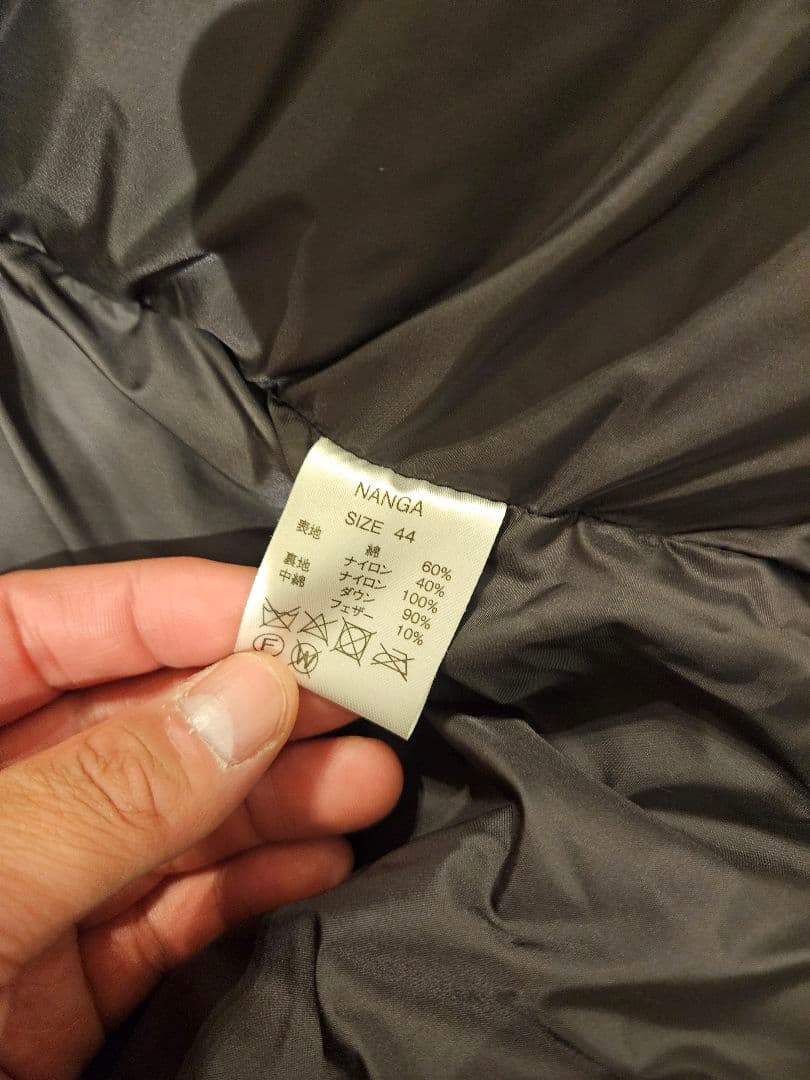 NANGA
SIZE 44
表地 綿 60%
ナイロン 40%
裏地 ナイロン 100%
中綿 ダウン 90%
フェザー 10%
F W